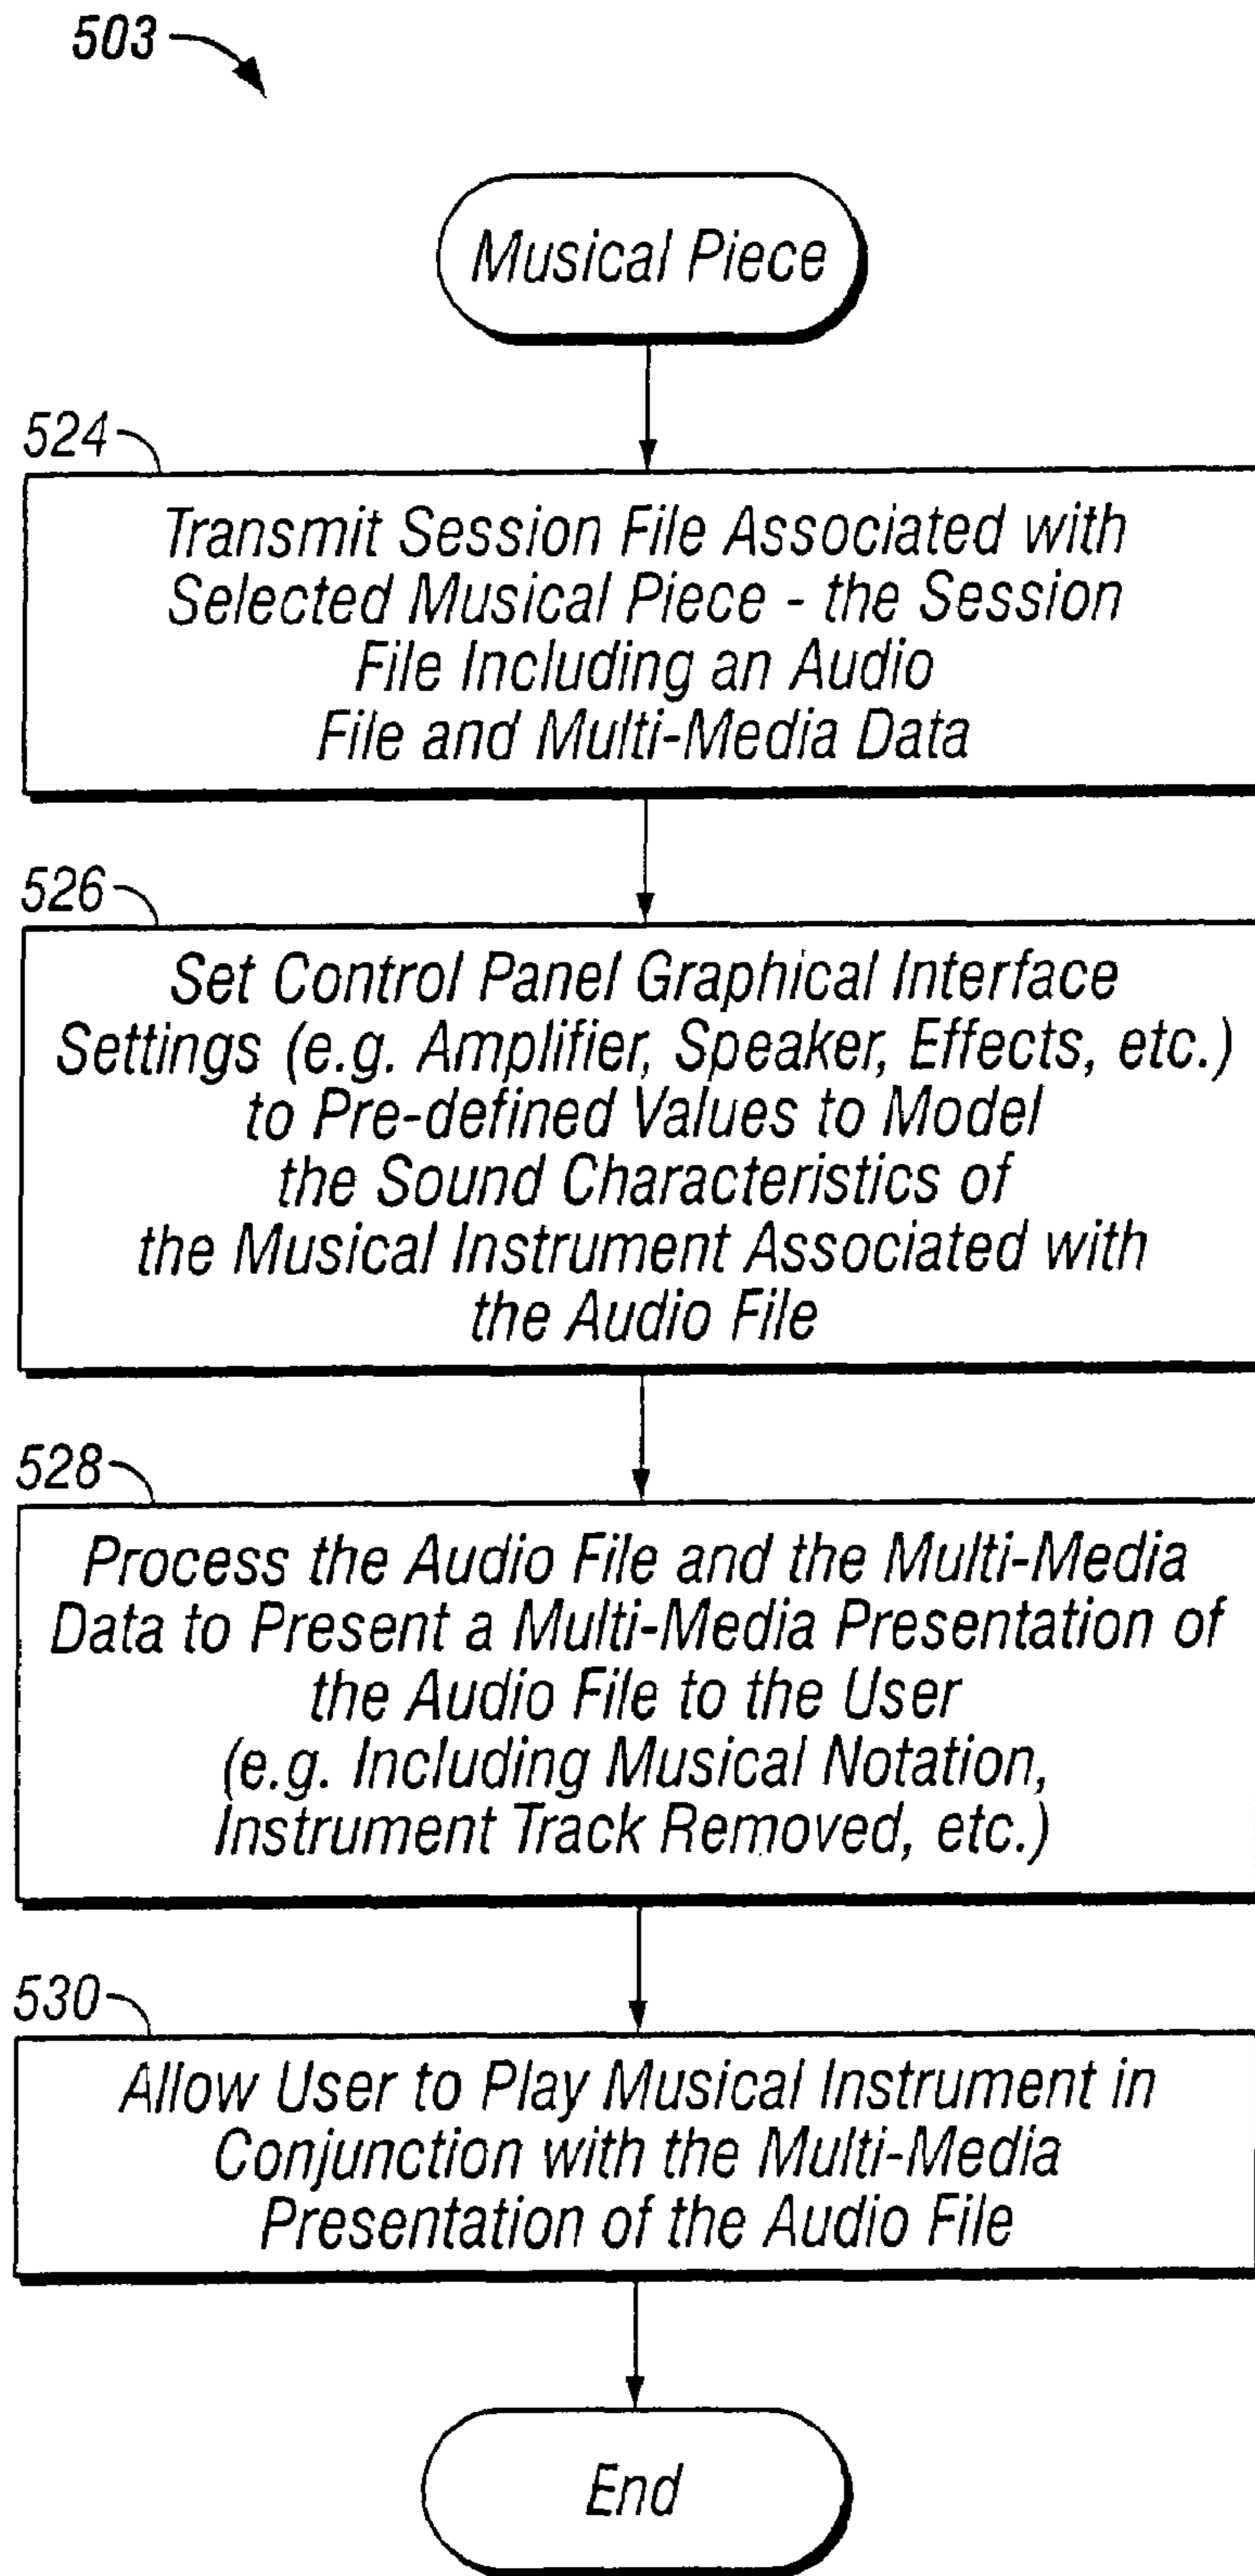 503
Musical Piece
524
Transmit Session File Associated with
Selected Musical Piece - the Session
File Including an Audio
File and Multi-Media Data
526
Set Control Panel Graphical Interface
Settings (e.g. Amplifier, Speaker, Effects, etc.)
to Pre-defined Values to Model
the Sound Characteristics of
the Musical Instrument Associated with
the Audio File
528
Process the Audio File and the Multi-Media
Data to Present a Multi-Media Presentation of
the Audio File to the User
(e.g. Including Musical Notation,
Instrument Track Removed, etc.)
530
Allow User to Play Musical Instrument in
Conjunction with the Multi-Media
Presentation of the Audio File
End